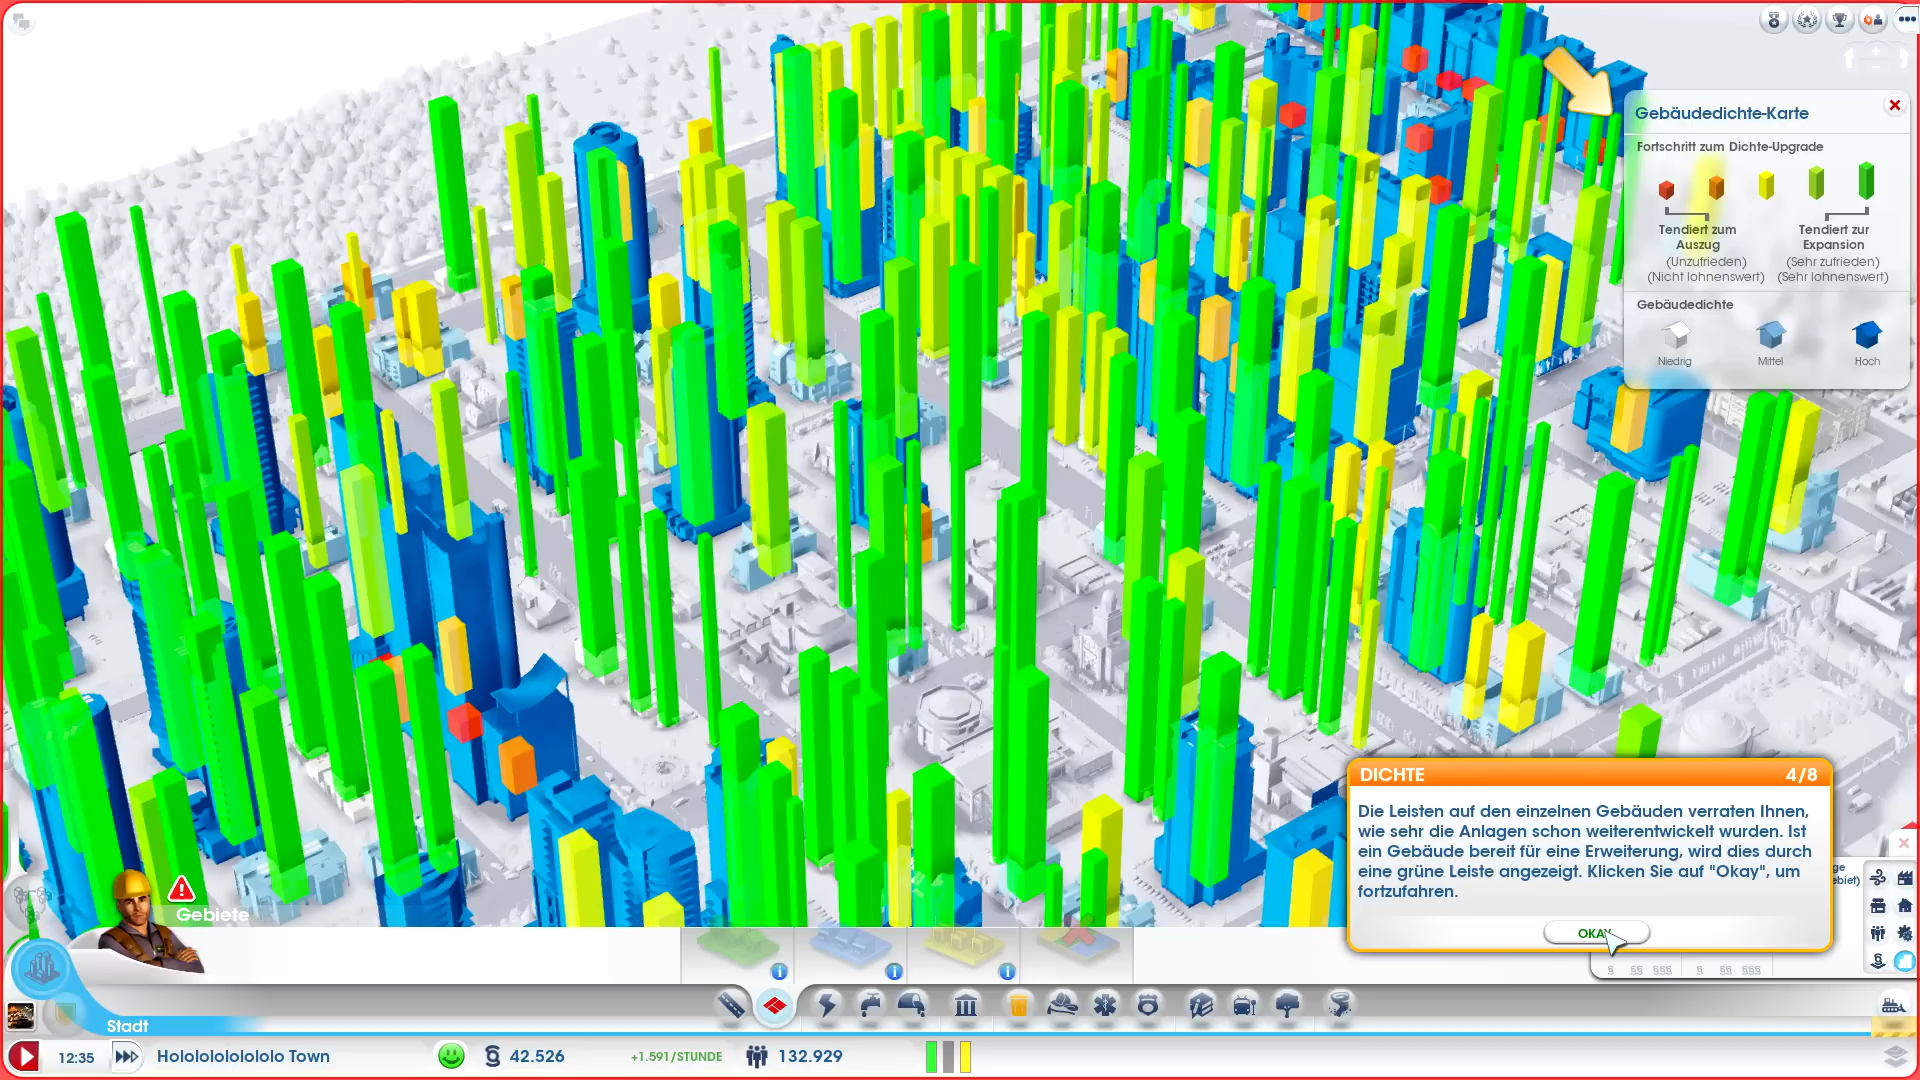 Gebäudedichte-Karte
Fortschritt zum Dichte-Upgrade
Tendiert zum Auszug
(Unzufrieden)
(Nicht lohnenswert)
Tendiert zur Expansion
(Sehr zufrieden)
(Sehr lohnenswert)
Gebäudedichte
Niedrig
Mittel
Hoch
DICHTE
4/8
Die Leisten auf den einzelnen Gebäuden verraten Ihnen,
wie sehr die Anlagen schon weiterentwickelt wurden. Ist
ein Gebäude bereit für eine Erweiterung, wird dies durch
eine grüne Leiste angezeigt. Klicken Sie auf "Okay", um
fortzufahren.
§ §§ §§§ § §§ §§§
Gebiete
Stadt
12:35
Hololololololo Town
42.526
+1.591/STUNDE
132.929